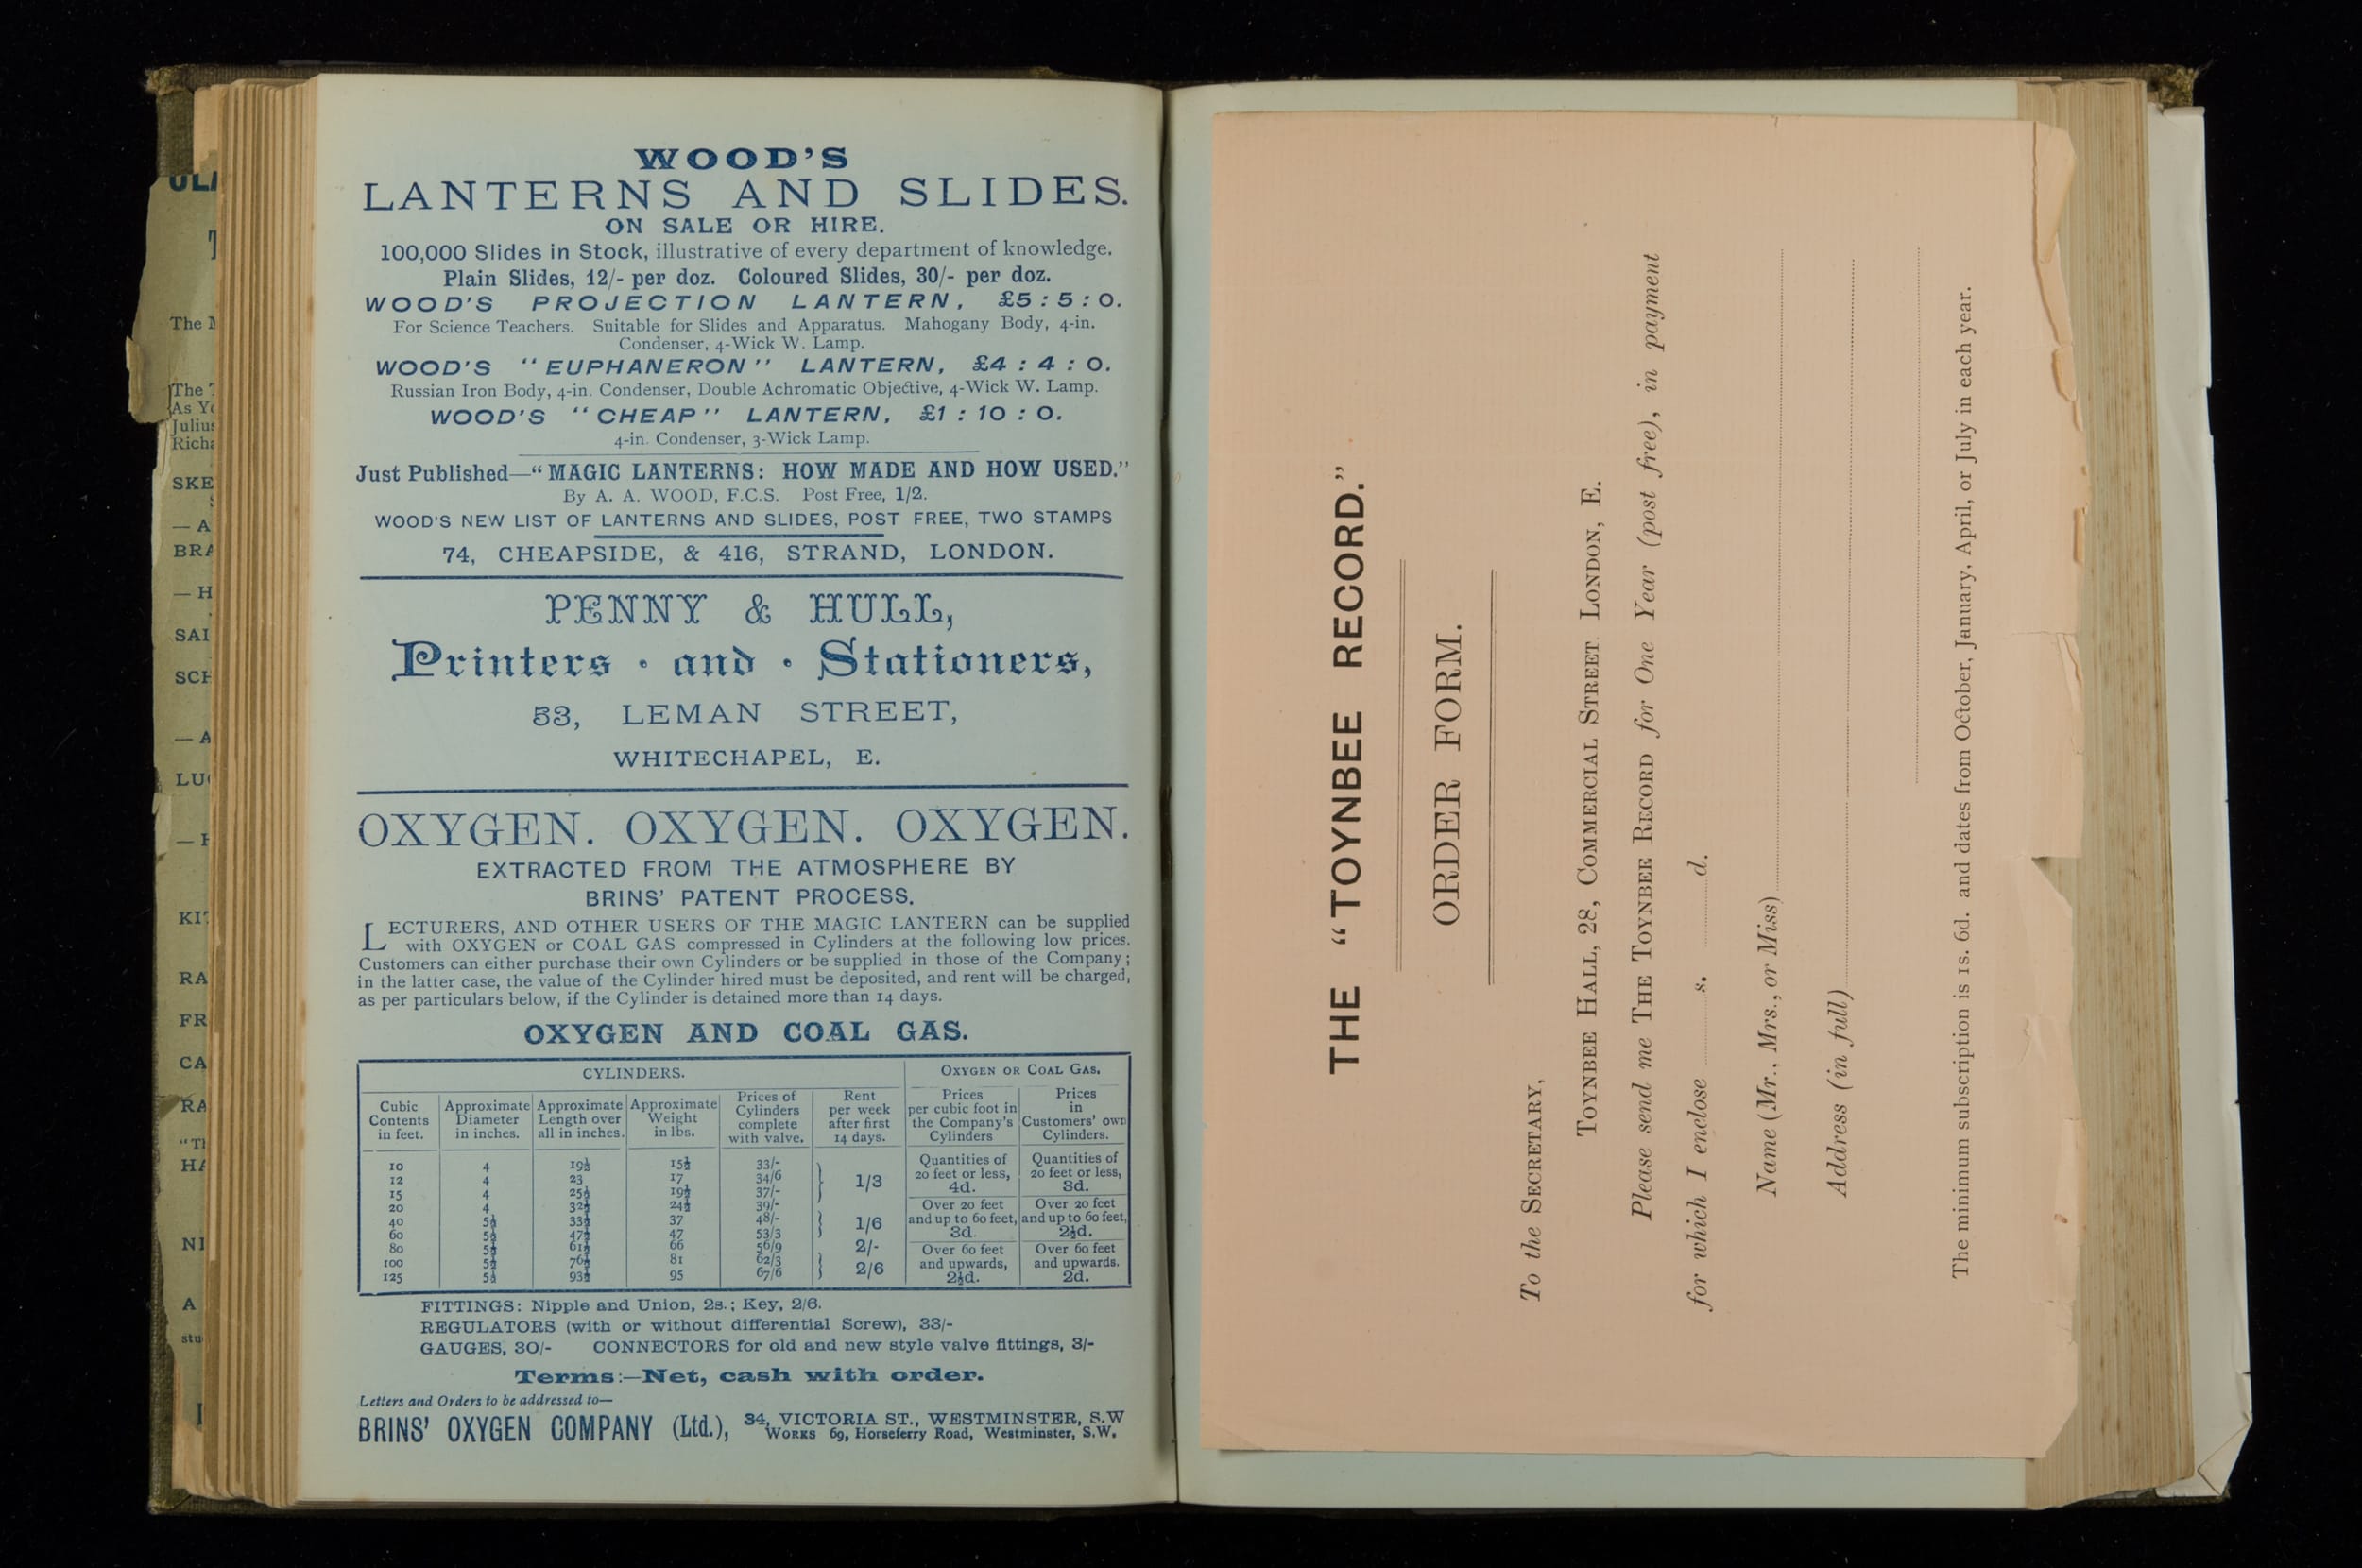 WOOD'S
LANTERNS AND SLIDES.
ON SALE OR HIRE.
100,000 Slides in Stock, illustrative of every department of knowledge.
Plain Slides, 12/- per doz. Coloured Slides, 30/- per doz.
WOOD'S PROJECTION LANTERN, £5 : 5 : 0.
For Science Teachers. Suitable for Slides and Apparatus. Mahogany Body, 4-in.
Condenser, 4-Wick W. Lamp.
WOOD'S "EUPHANERON" LANTERN, £4 : 4 : 0.
Russian Iron Body, 4-in. Condenser, Double Achromatic Objective, 4-Wick W. Lamp.
WOOD'S "CHEAP" LANTERN, £1 : 10 : 0.
4-in. Condenser, 3-Wick Lamp.
Just Published—"MAGIC LANTERNS: HOW MADE AND HOW USED."
By A. A. WOOD, F.C.S. Post Free, 1/2.
WOOD'S NEW LIST OF LANTERNS AND SLIDES, POST FREE, TWO STAMPS
74, CHEAPSIDE, & 416, STRAND, LONDON.
PENNY & HULL,
Printers · and · Stationers,
53, LEMAN STREET,
WHITECHAPEL, E.
OXYGEN. OXYGEN. OXYGEN.
EXTRACTED FROM THE ATMOSPHERE BY
BRINS' PATENT PROCESS.
LECTURERS, AND OTHER USERS OF THE MAGIC LANTERN can be supplied
with OXYGEN or COAL GAS compressed in Cylinders at the following low prices.
Customers can either purchase their own Cylinders or be supplied in those of the Company;
in the latter case, the value of the Cylinder hired must be deposited, and rent will be charged,
as per particulars below, if the Cylinder is detained more than 14 days.
OXYGEN AND COAL GAS.
CYLINDERS. OXYGEN OR COAL GAS.
Cubic Contents in feet. Approximate Diameter in inches. Approximate Length over all in inches. Approximate Weight in lbs. Prices of Cylinders complete with valve. Rent per week after first 14 days. Prices per cubic foot in the Company's Cylinders Prices in Customers' own Cylinders.
10 4 19½ 15½ 33/-
12 4 23 17 34/6
15 4 25½ 19½ 37/-
20 4 32½ 24½ 39/-
40 5½ 33½ 37 48/-
60 5½ 47½ 47 53/3
80 5½ 61½ 66 56/9
100 5½ 76½ 81 62/3
125 5½ 93½ 95 67/6
1/3
1/6
2/-
2/6
Quantities of 20 feet or less, 4d.
Over 20 feet and up to 60 feet, 3d.
Over 60 feet and upwards, 2½d.
Quantities of 20 feet or less, 3d.
Over 20 feet and up to 60 feet, 2½d.
Over 60 feet and upwards. 2d.
FITTINGS: Nipple and Union, 2s.; Key, 2/6.
REGULATORS (with or without differential Screw), 33/-
GAUGES, 30/- CONNECTORS for old and new style valve fittings, 3/-
Terms:—Net, cash with order.
Letters and Orders to be addressed to—
BRINS' OXYGEN COMPANY (Ltd.), 34, VICTORIA ST., WESTMINSTER, S.W
WORKS 69, Horseferry Road, Westminster, S.W.
THE "TOYNBEE RECORD."
ORDER FORM.
To the SECRETARY,
TOYNBEE HALL, 28, COMMERCIAL STREET LONDON, E.
Please send me THE TOYNBEE RECORD for One Year (post free), in payment
for which I enclose s. d.
Name (Mr., Mrs., or Miss)
Address (in full)
The minimum subscription is 1s. 6d. and dates from October, January, April, or July in each year.